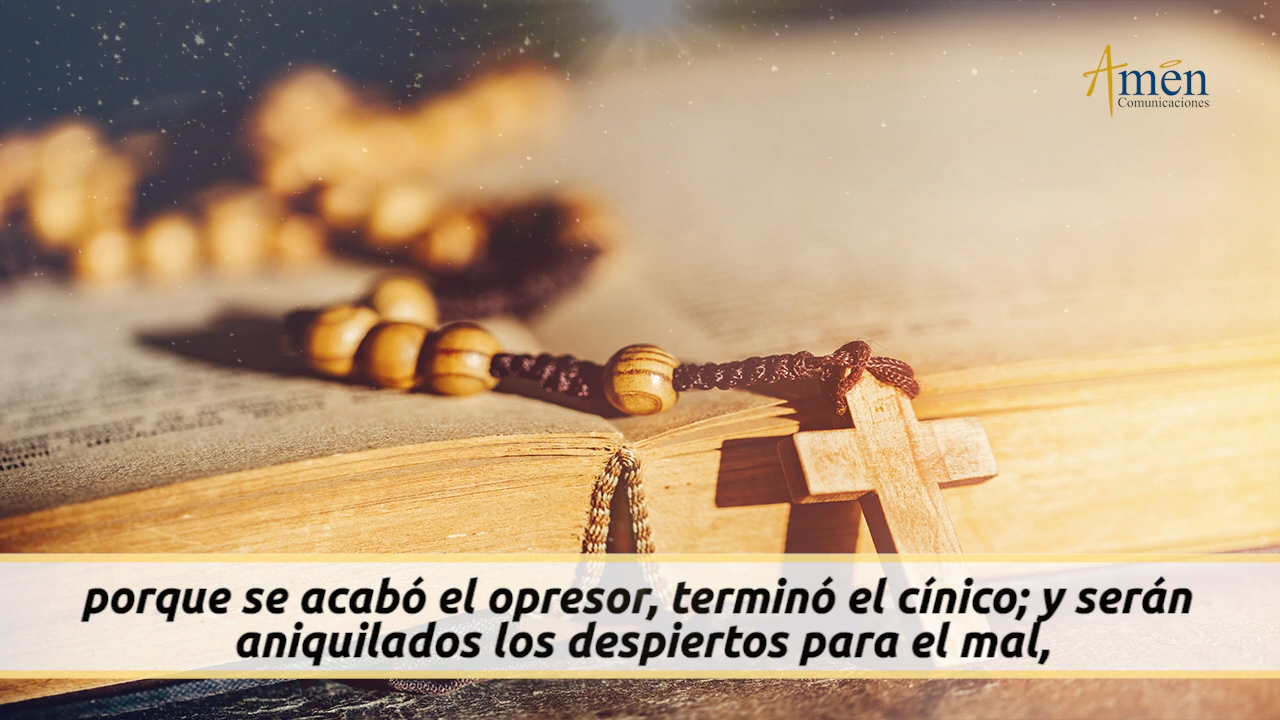 Amén
Comunicaciones
porque se acabó el opresor, terminó el cínico; y serán
aniquilados los despiertos para el mal,